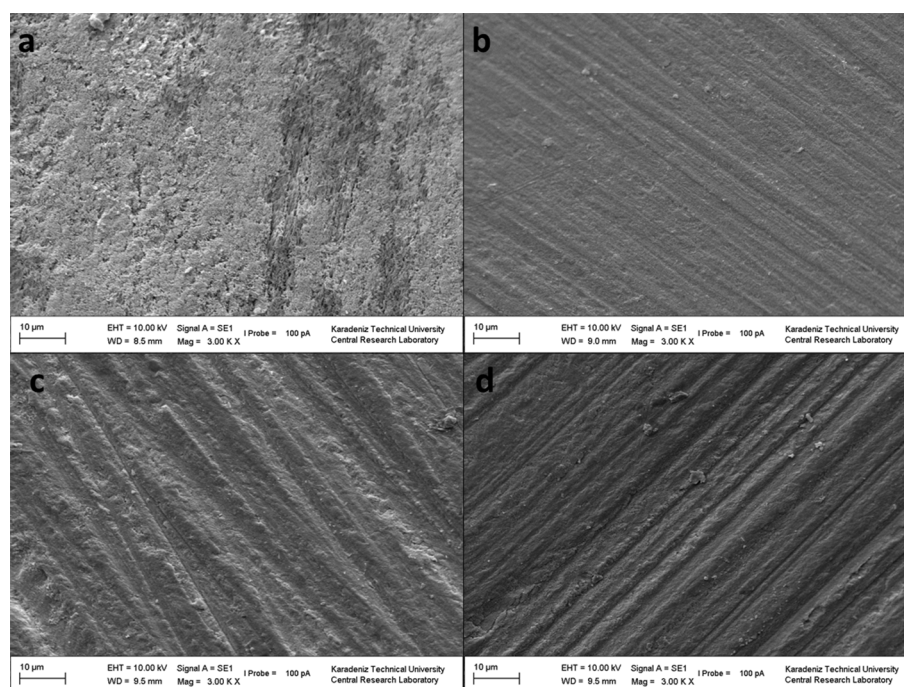 a
b
10 µm
EHT = 10.00 kV Signal A = SE1 I Probe = 100 pA Karadeniz Technical University
WD = 8.5 mm Mag = 3.00 K X Central Research Laboratory
10 µm
EHT = 10.00 kV Signal A = SE1 I Probe = 100 pA Karadeniz Technical University
WD = 9.0 mm Mag = 3.00 K X Central Research Laboratory
c
d
10 µm
EHT = 10.00 kV Signal A = SE1 I Probe = 100 pA Karadeniz Technical University
WD = 9.5 mm Mag = 3.00 K X Central Research Laboratory
10 µm
EHT = 10.00 kV Signal A = SE1 I Probe = 100 pA Karadeniz Technical University
WD = 9.5 mm Mag = 3.00 K X Central Research Laboratory